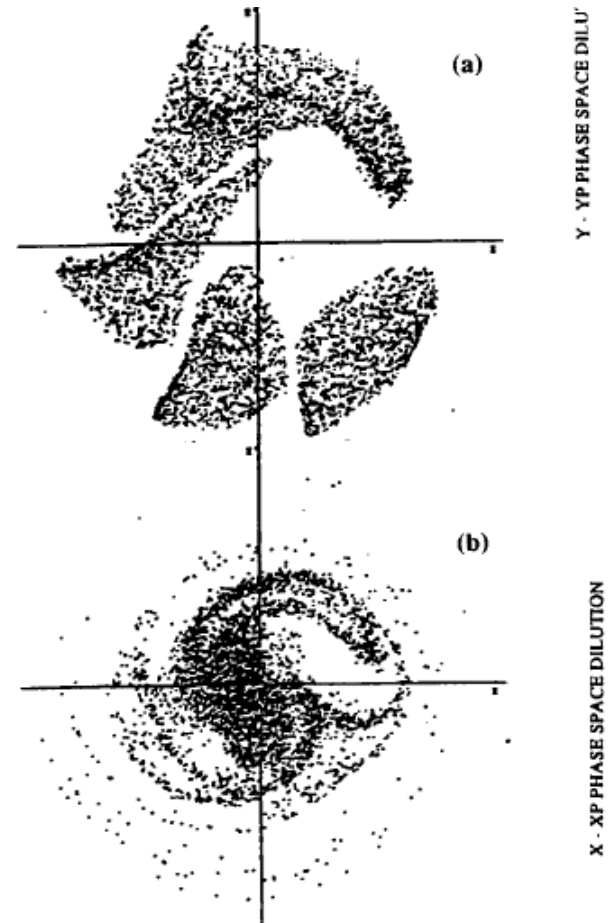 x'
(a)
x
x'
(b)
x
Y - YP PHASE SPACE DILU
X - XP PHASE SPACE DILUTION